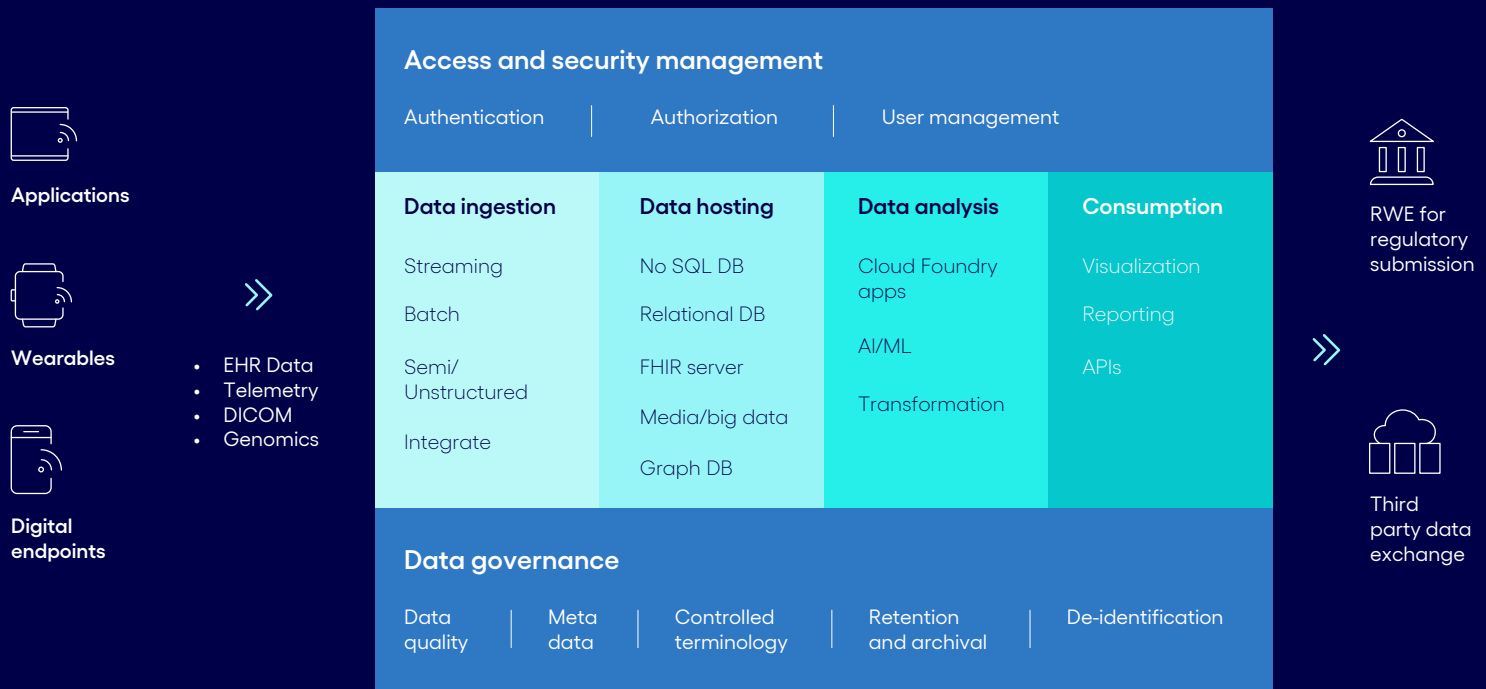 Applications
Wearables
Digital
endpoints
• EHR Data
• Telemetry
• DICOM
• Genomics
Access and security management
Authentication
Authorization
User management
Data ingestion
Streaming
Batch
Semi/
Unstructured
Integrate
Data hosting
No SQL DB
Relational DB
FHIR server
Media/big data
Graph DB
Data analysis
Cloud Foundry
apps
AI/ML
Transformation
Consumption
Visualization
Reporting
APIs
Data governance
Data
quality
Meta
data
Controlled
terminology
Retention
and archival
De-identification
RWE for
regulatory
submission
Third
party data
exchange